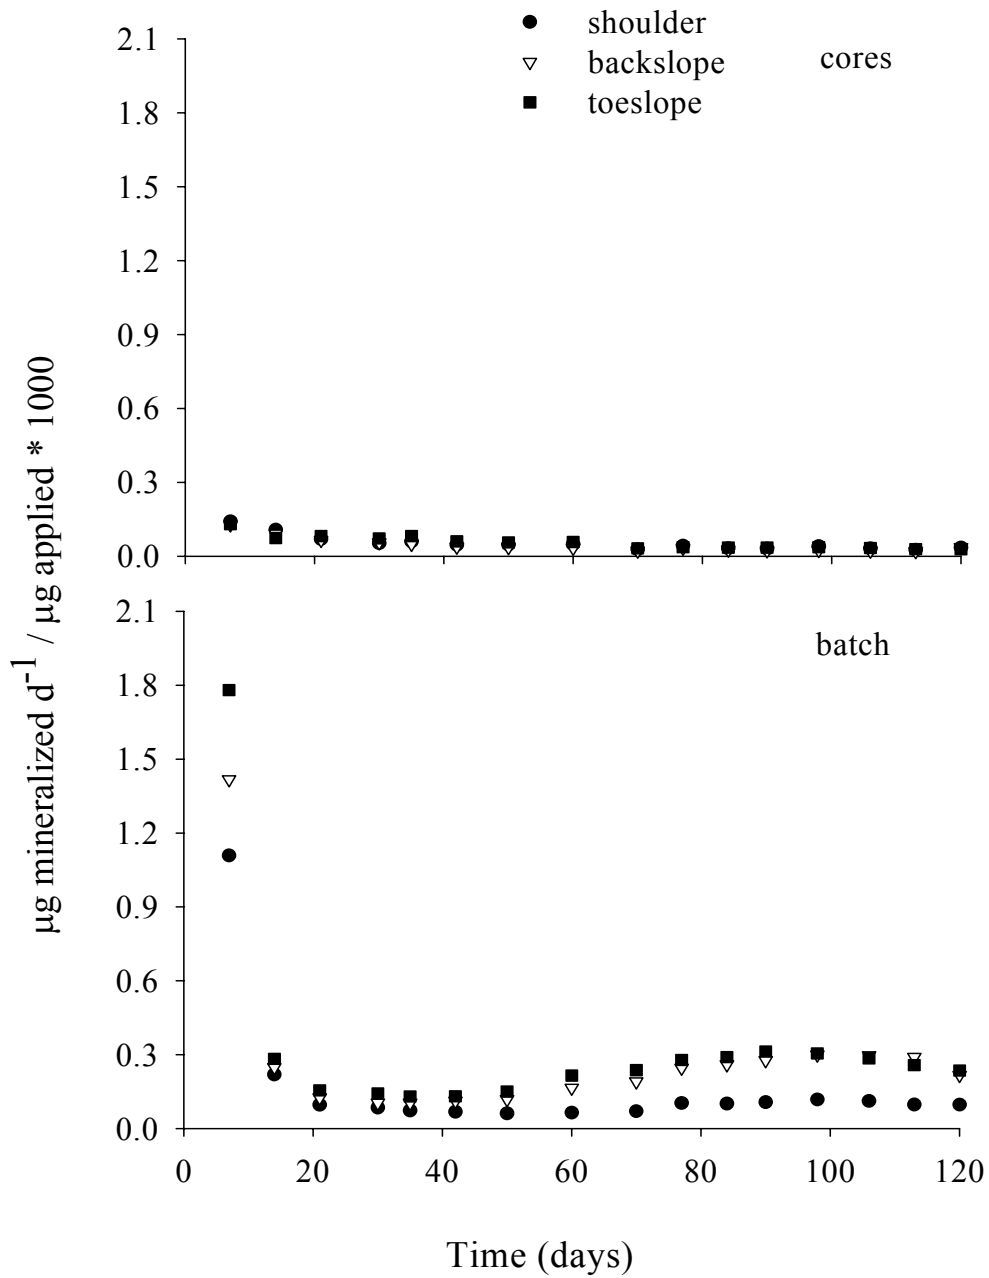 shoulder
backslope
toeslope
cores
2.1
1.8
1.5
1.2
0.9
0.6
0.3
0.0
batch
2.1
1.8
1.5
1.2
0.9
0.6
0.3
0.0
0 20 40 60 80 100 120
Time (days)
µg mineralized d-1 / µg applied * 1000